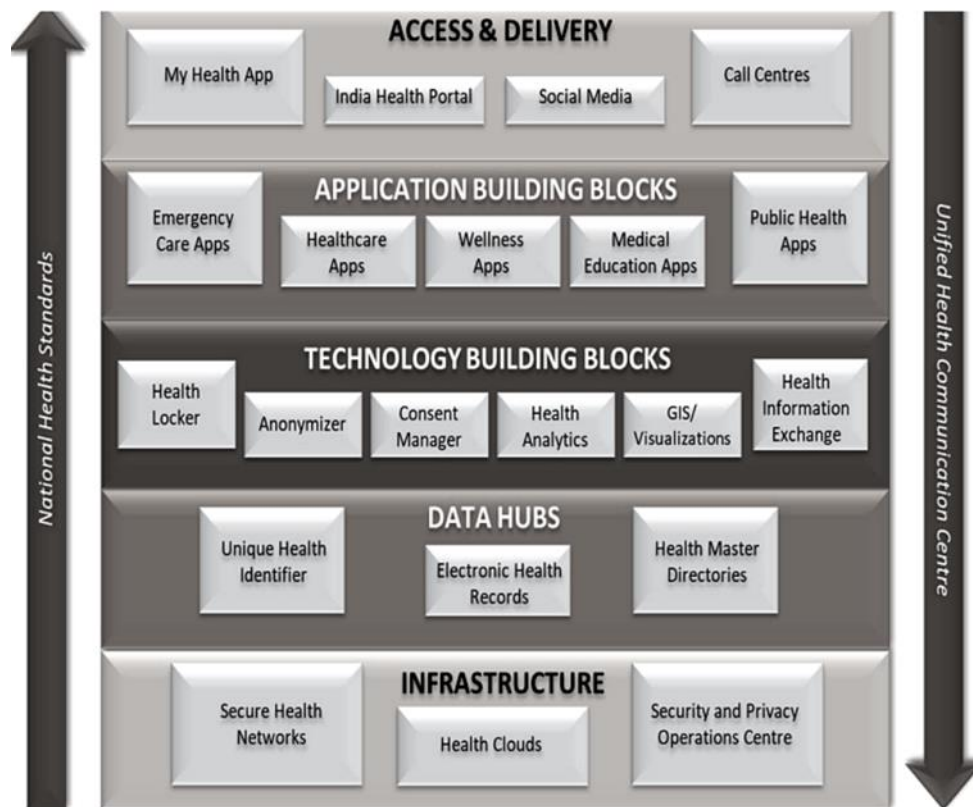 ACCESS & DELIVERY
My Health App
India Health Portal
Social Media
Call Centres
APPLICATION BUILDING BLOCKS
Emergency
Care Apps
Healthcare
Apps
Wellness
Apps
Medical
Education Apps
Public Health
Apps
TECHNOLOGY BUILDING BLOCKS
Health
Locker
Anonymizer
Consent
Manager
Health
Analytics
GIS/
Visualizations
Health
Information
Exchange
DATA HUBS
Unique Health
Identifier
Electronic Health
Records
Health Master
Directories
INFRASTRUCTURE
Secure Health
Networks
Health Clouds
Security and Privacy
Operations Centre
National Health Standards
Unified Health Communication Centre